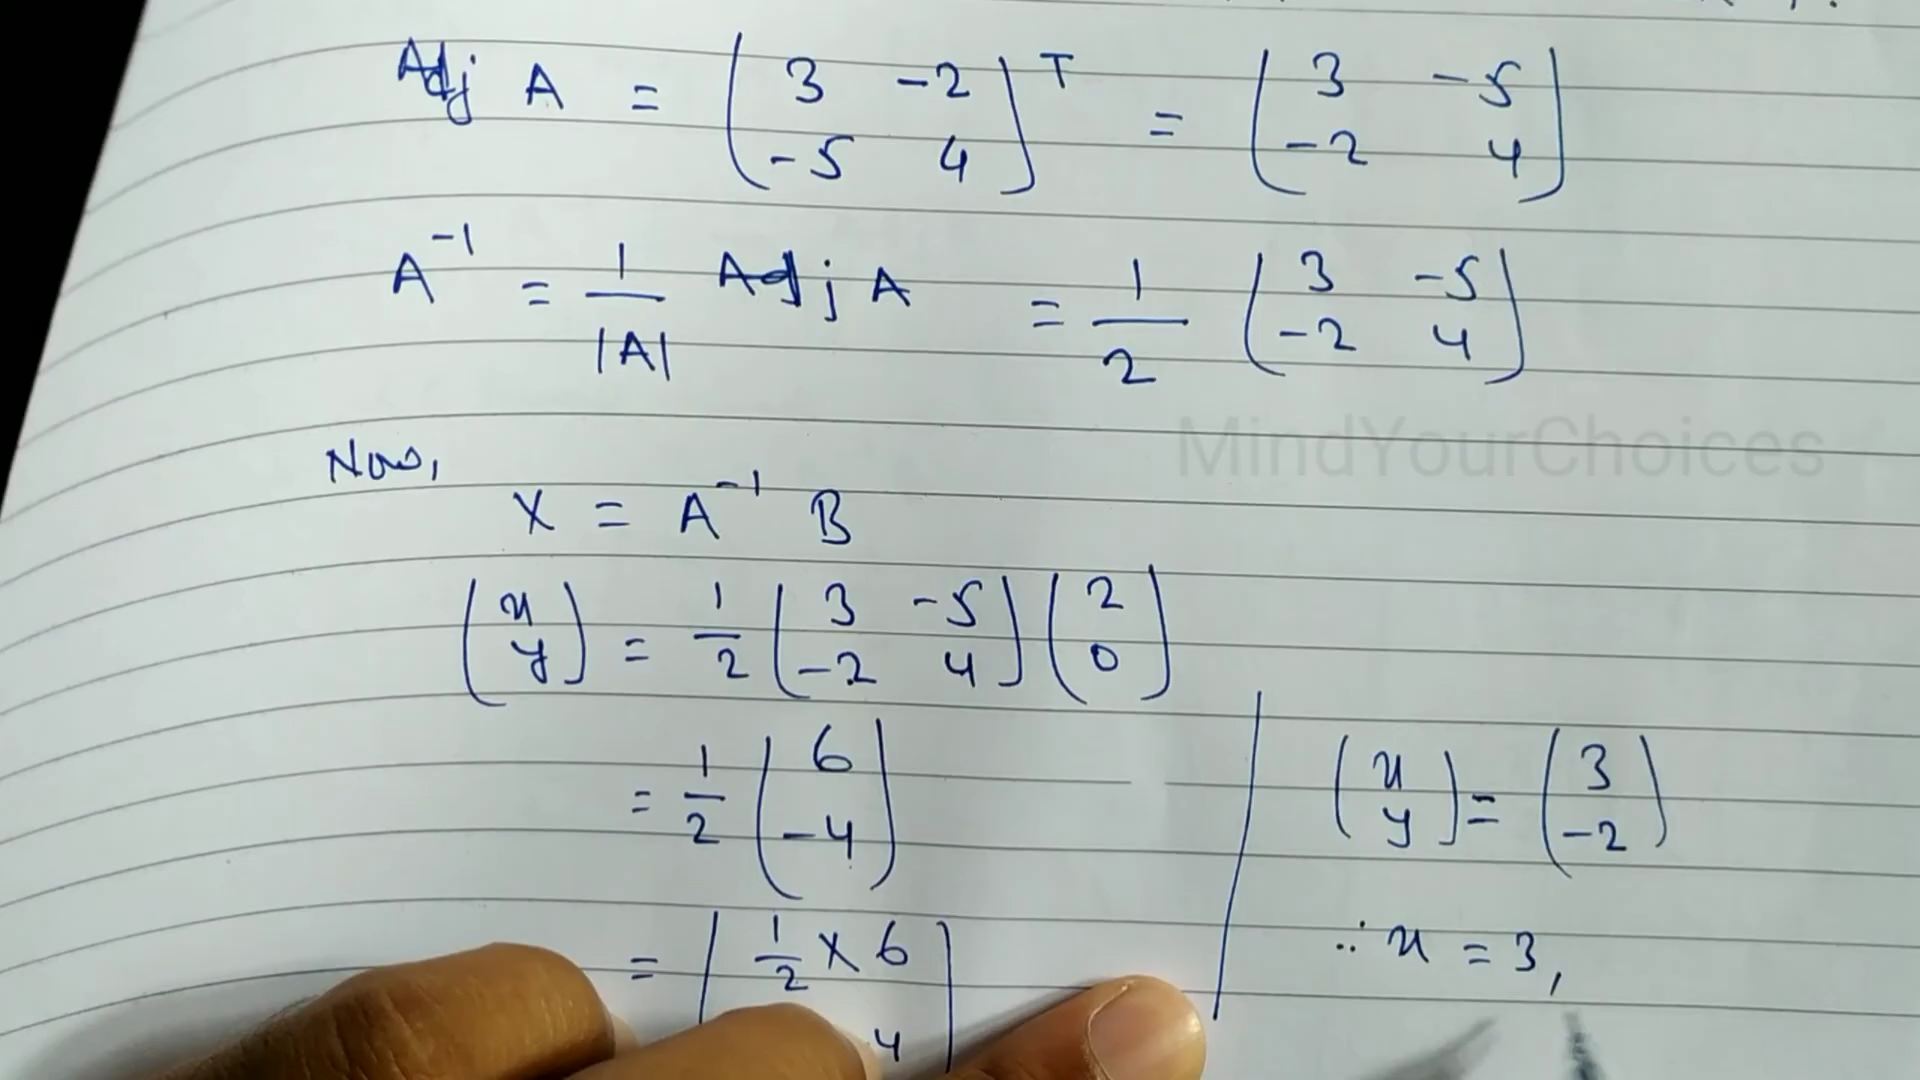 Adj A = ( 3 -2 -5 4 )ᵀ = ( 3 -5 -2 4 )
A⁻¹ = 1/|A| Adj A = 1/2 ( 3 -5 -2 4 )
MindYourChoices
Now,
X = A⁻¹ B
( x y ) = 1/2 ( 3 -5 -2 4 ) ( 2 0 )
= 1/2 ( 6 -4 )
= ( 1/2 × 6
4
( x y ) = ( 3 -2 )
∴ x = 3,